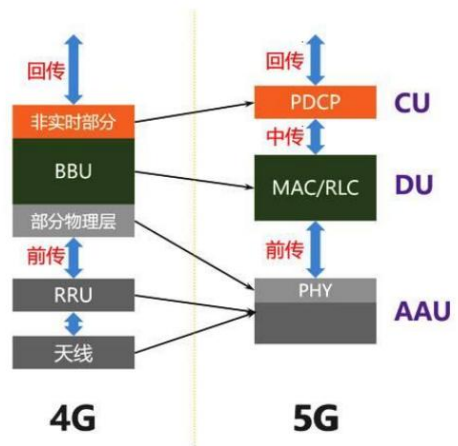 回传
非实时部分
BBU
部分物理层
前传
RRU
天线
4G
回传
PDCP
CU
中传
MAC/RLC
DU
前传
PHY
AAU
5G